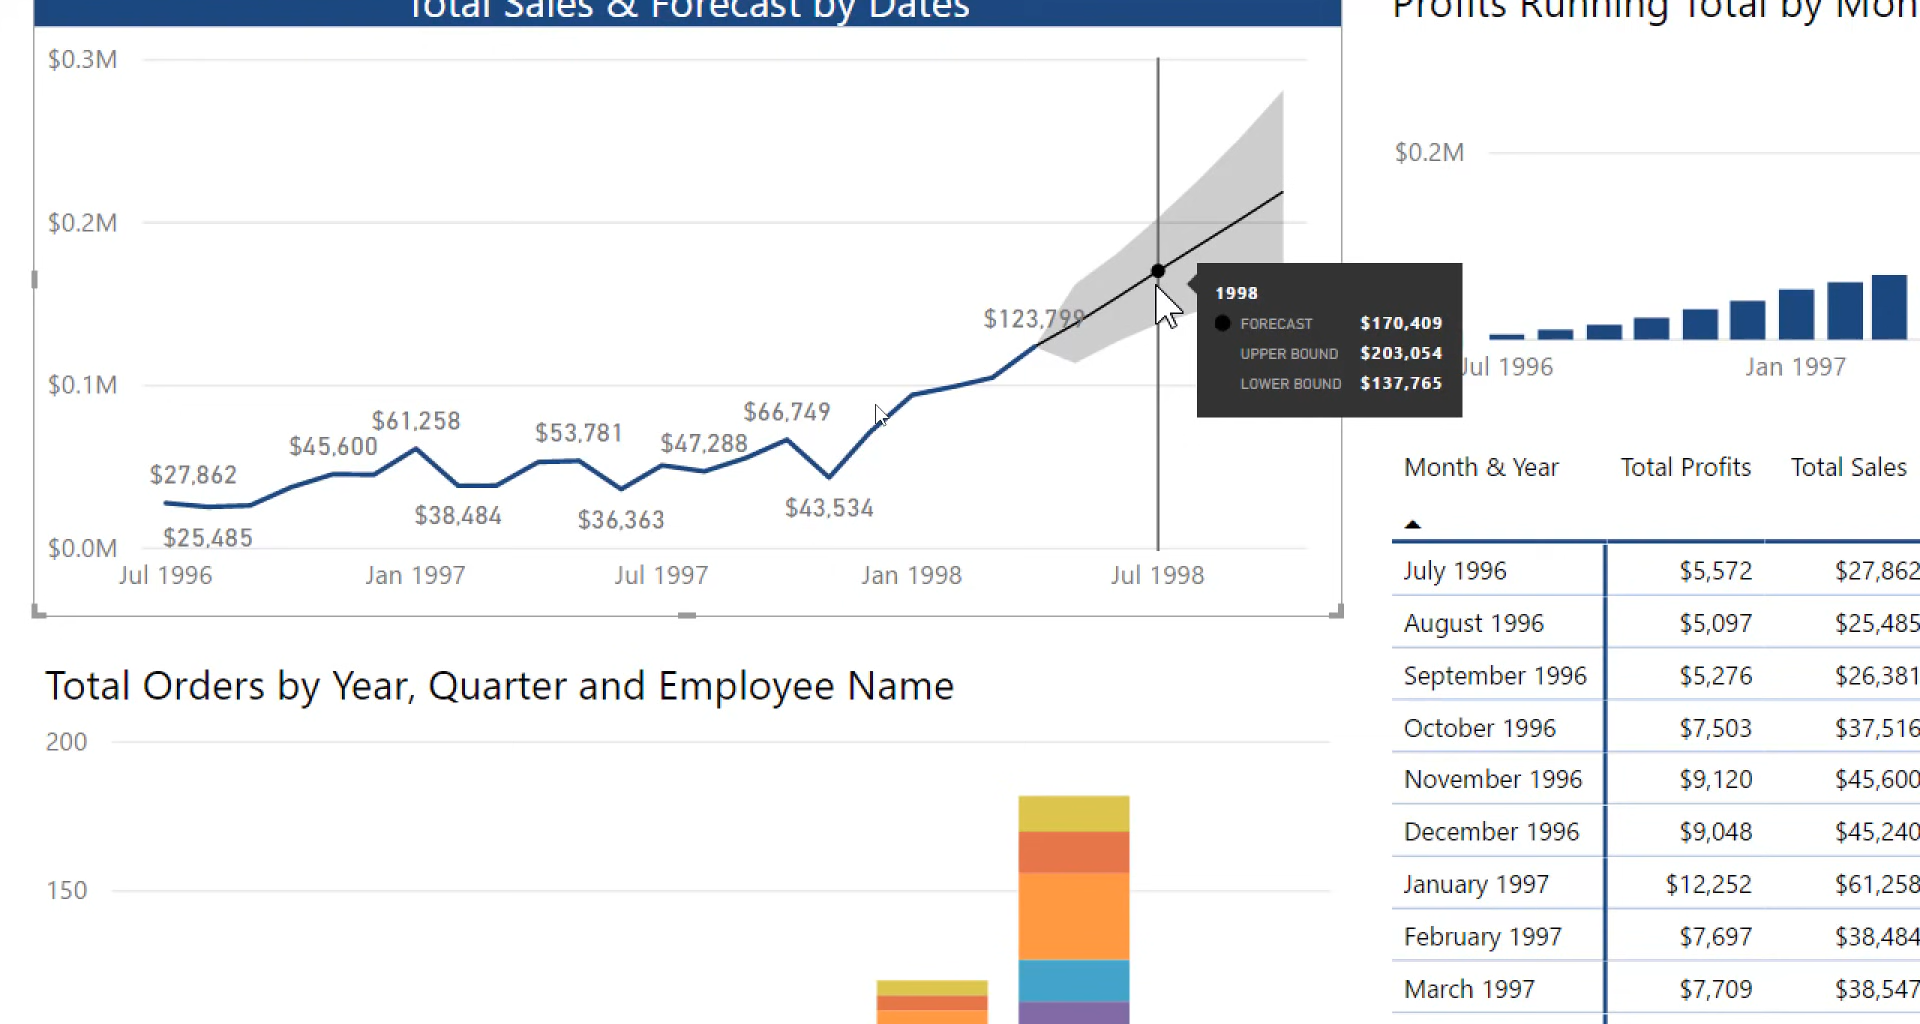 Total Sales & Forecast by Dates
$0.3M
$0.2M
$0.1M
$0.0M
$27,862
$25,485
$45,600
$61,258
$38,484
$53,781
$36,363
$47,288
$66,749
$43,534
$123,799
Jul 1996
Jan 1997
Jul 1997
Jan 1998
Jul 1998
1998
FORECAST $170,409
UPPER BOUND $203,054
LOWER BOUND $137,765
Profits Running Total by Mon
$0.2M
Jul 1996
Jan 1997
Month & Year Total Profits Total Sales
July 1996 $5,572 $27,862
August 1996 $5,097 $25,485
September 1996 $5,276 $26,381
October 1996 $7,503 $37,516
November 1996 $9,120 $45,600
December 1996 $9,048 $45,240
January 1997 $12,252 $61,258
February 1997 $7,697 $38,484
March 1997 $7,709 $38,547
Total Orders by Year, Quarter and Employee Name
200
150